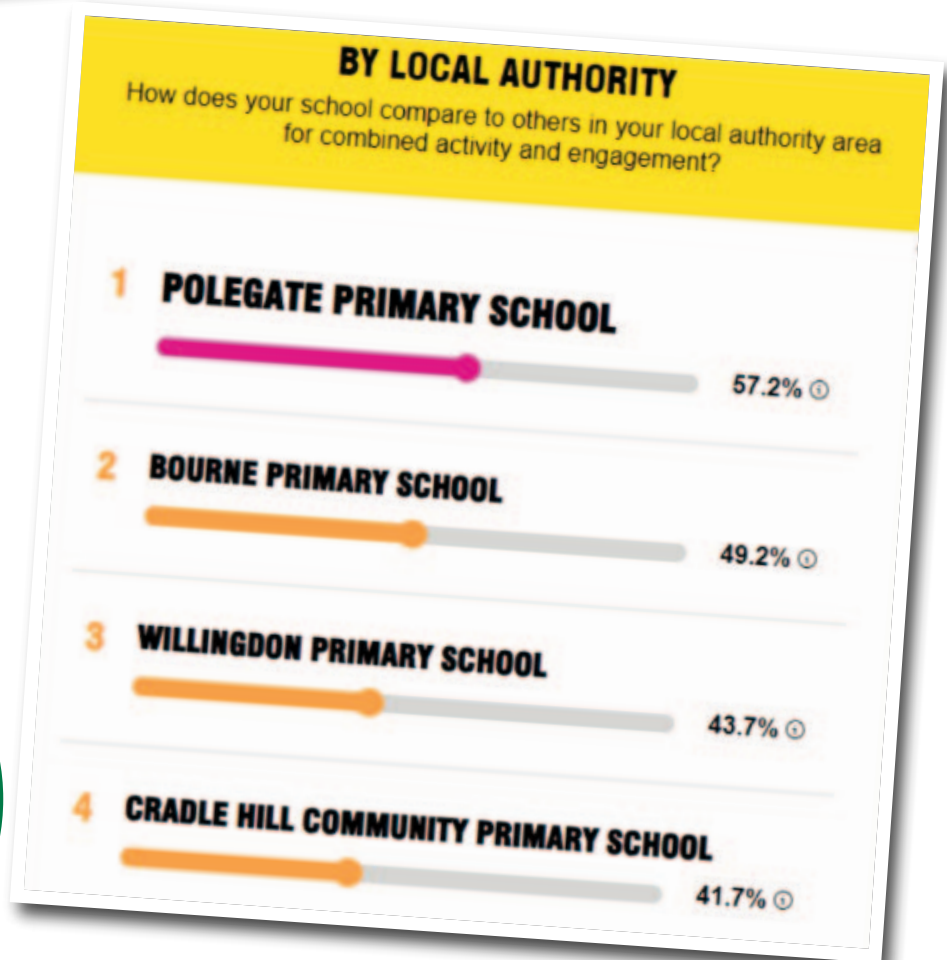 BY LOCAL AUTHORITY
How does your school compare to others in your local authority area
for combined activity and engagement?
1 POLEGATE PRIMARY SCHOOL
57.2%
2 BOURNE PRIMARY SCHOOL
49.2%
3 WILLINGDON PRIMARY SCHOOL
43.7%
4 CRADLE HILL COMMUNITY PRIMARY SCHOOL
41.7%